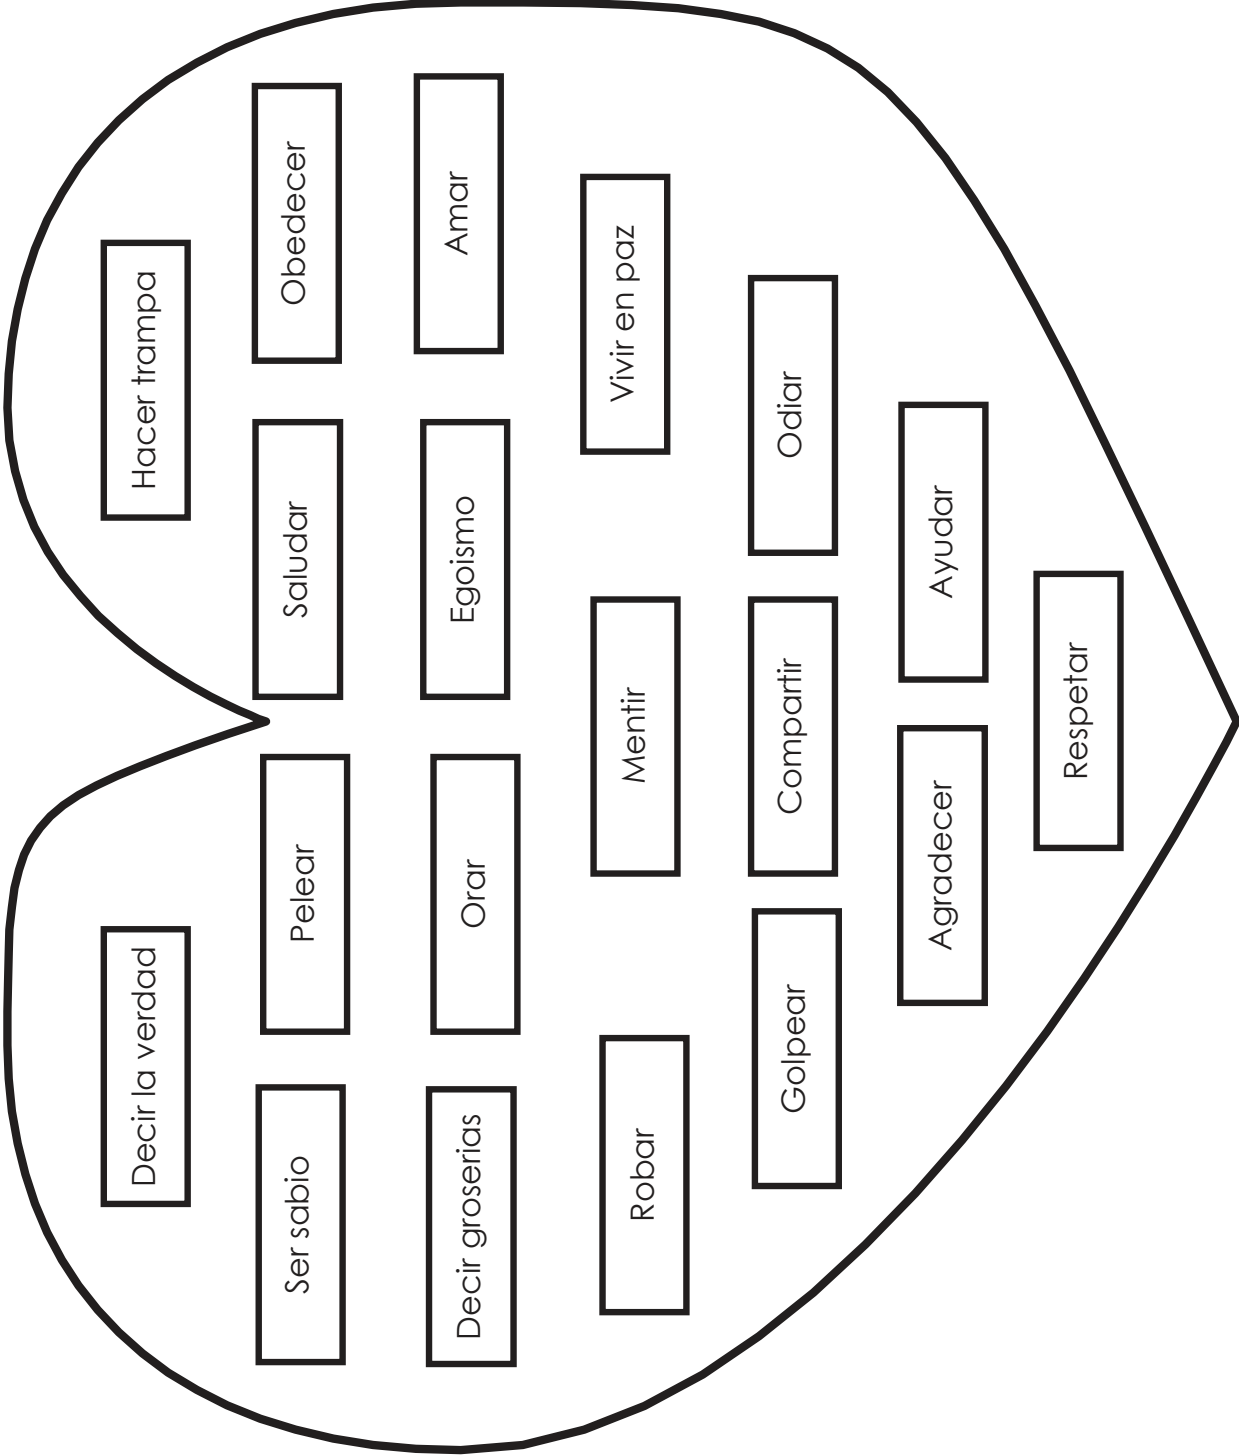 Decir la verdad
Hacer trampa
Ser sabio
Pelear
Saludar
Obedecer
Decir groserias
Orar
Egoismo
Amar
Robar
Mentir
Vivir en paz
Golpear
Compartir
Odiar
Agradecer
Ayudar
Respetar